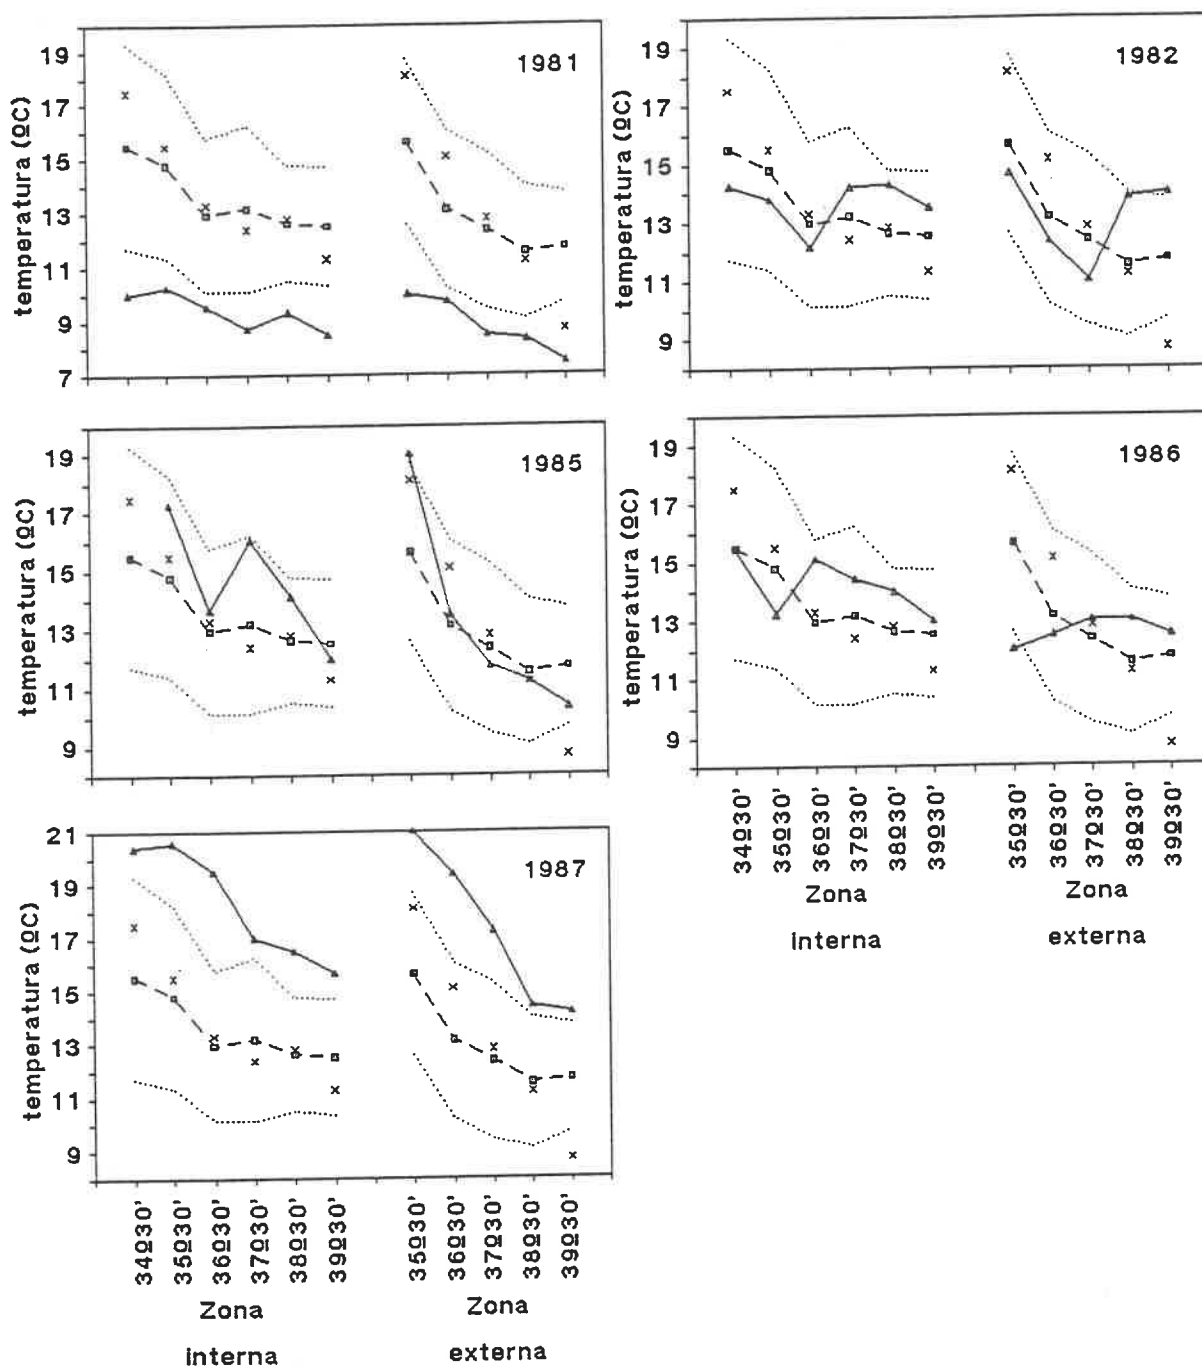 1981
temperatura (ºC)
19
17
15
13
11
9
7
1982
temperatura (ºC)
19
17
15
13
11
9
1985
temperatura (ºC)
19
17
15
13
11
9
1986
temperatura (ºC)
19
17
15
13
11
9
34º30'
35º30'
36º30'
37º30'
38º30'
39º30'
35º30'
36º30'
37º30'
38º30'
39º30'
Zona
interna
Zona
externa
1987
temperatura (ºC)
21
19
17
15
13
11
9
34º30'
35º30'
36º30'
37º30'
38º30'
39º30'
35º30'
36º30'
37º30'
38º30'
39º30'
Zona
interna
Zona
externa